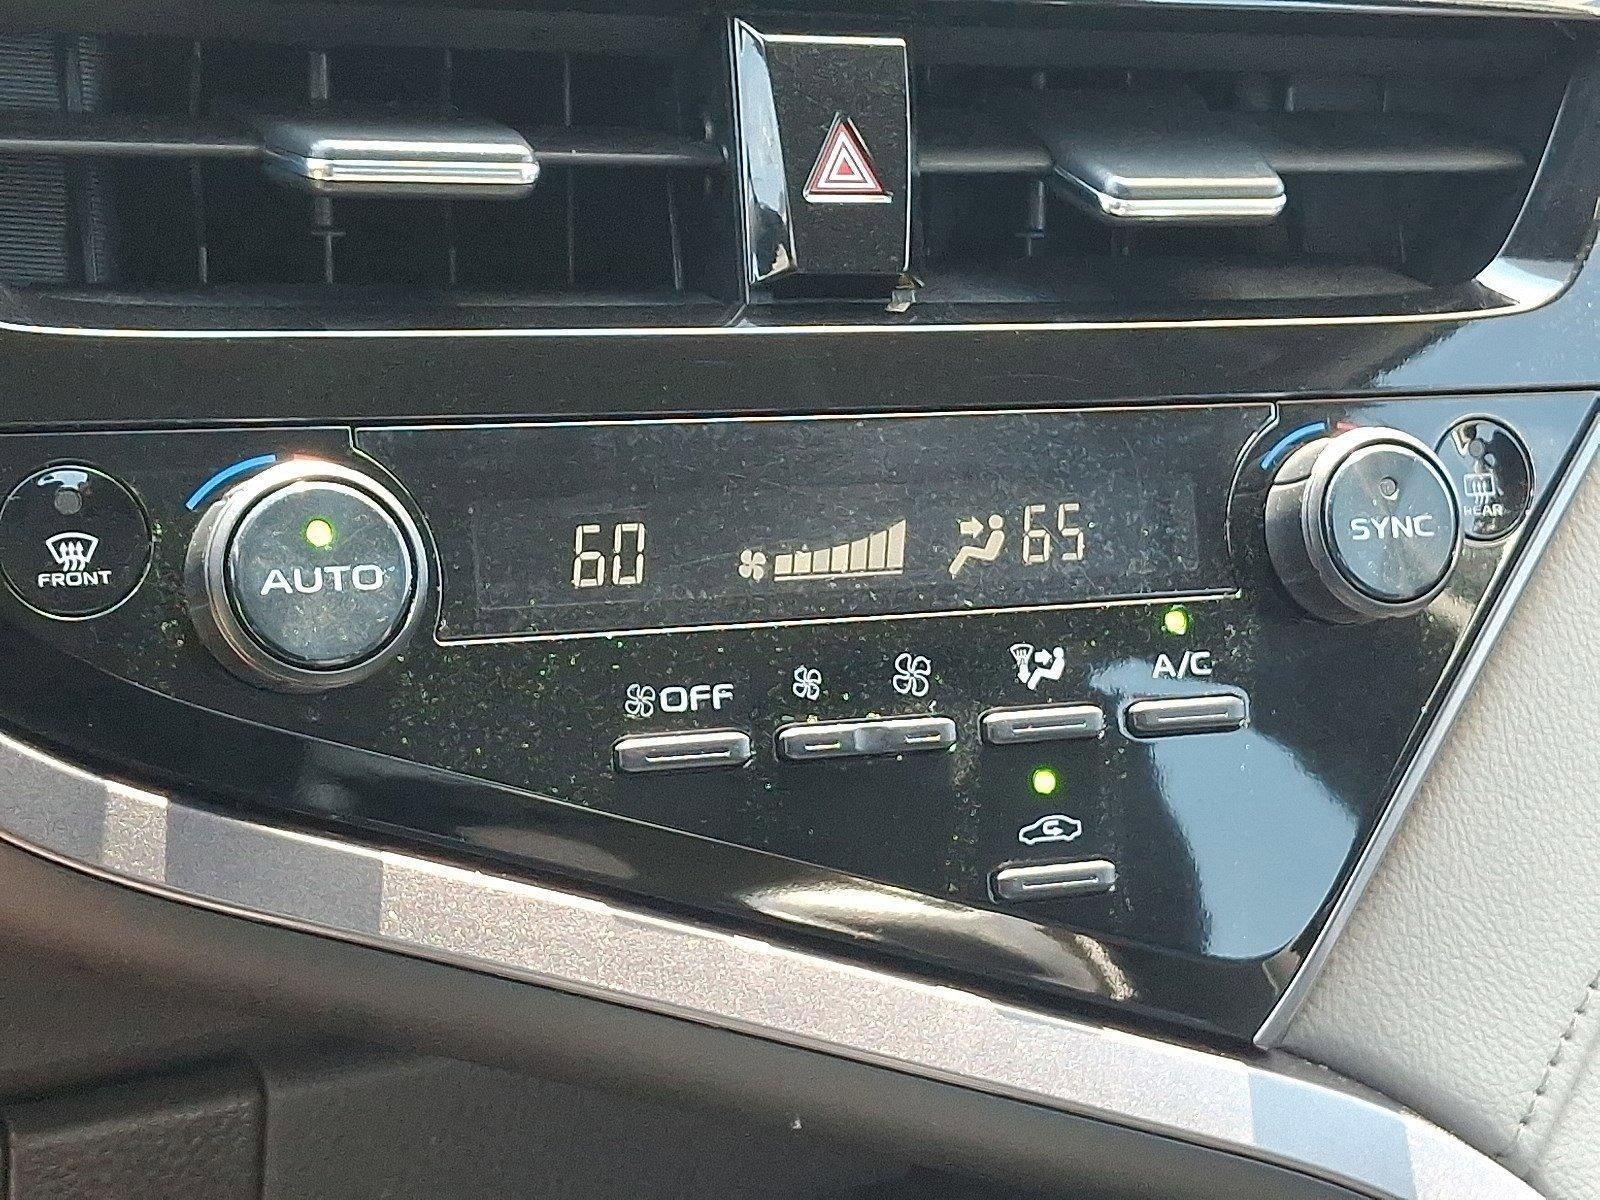 FRONT
AUTO
60
65
SYNC
REAR
OFF
A/C